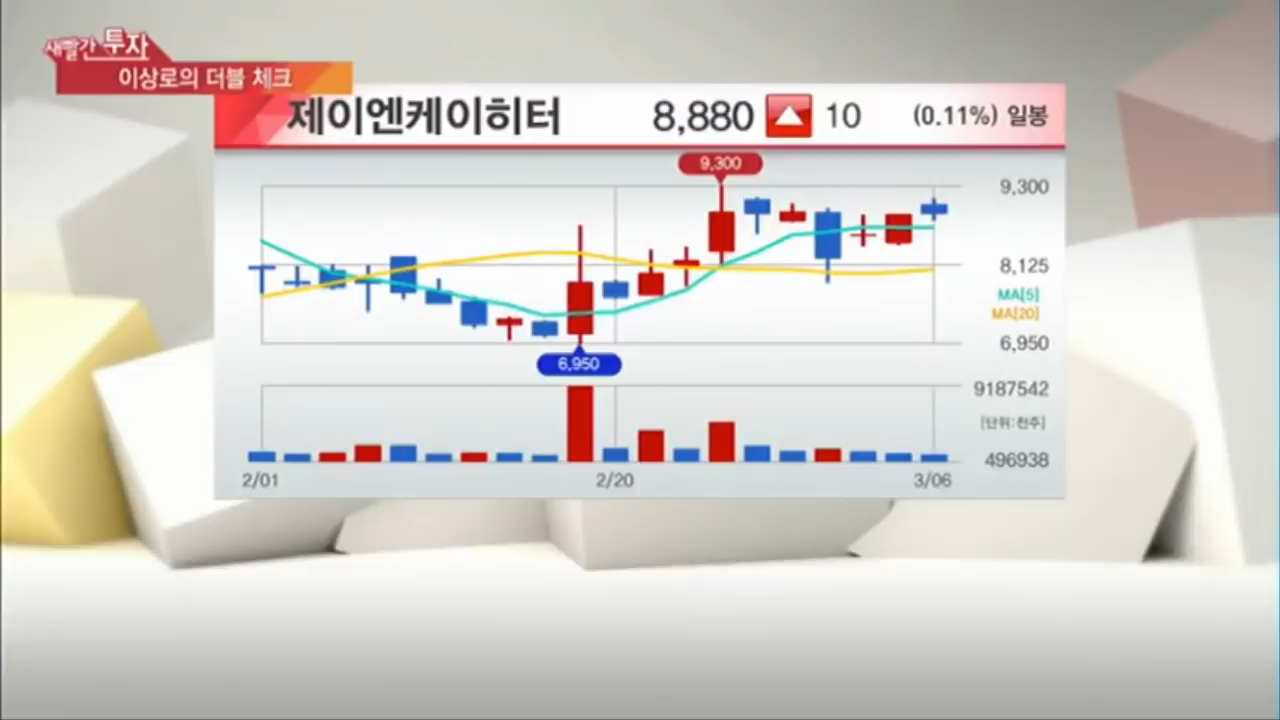 새빨간 투자
이상로의 더블 체크
제이엔케이히터 8,880 10 (0.11%) 일봉
9,300
9,300
8,125
MA[5]
MA[20]
6,950
6,950
9187542
[단위:천주]
496938
2/01 2/20 3/06